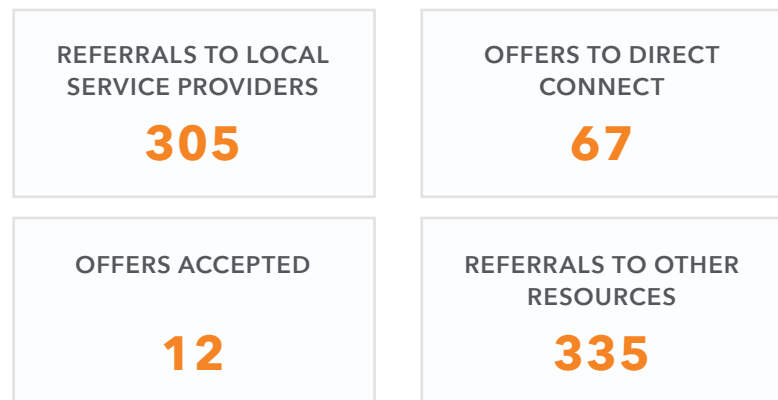 REFERRALS TO LOCAL
SERVICE PROVIDERS
305
OFFERS TO DIRECT
CONNECT
67
OFFERS ACCEPTED
12
REFERRALS TO OTHER
RESOURCES
335